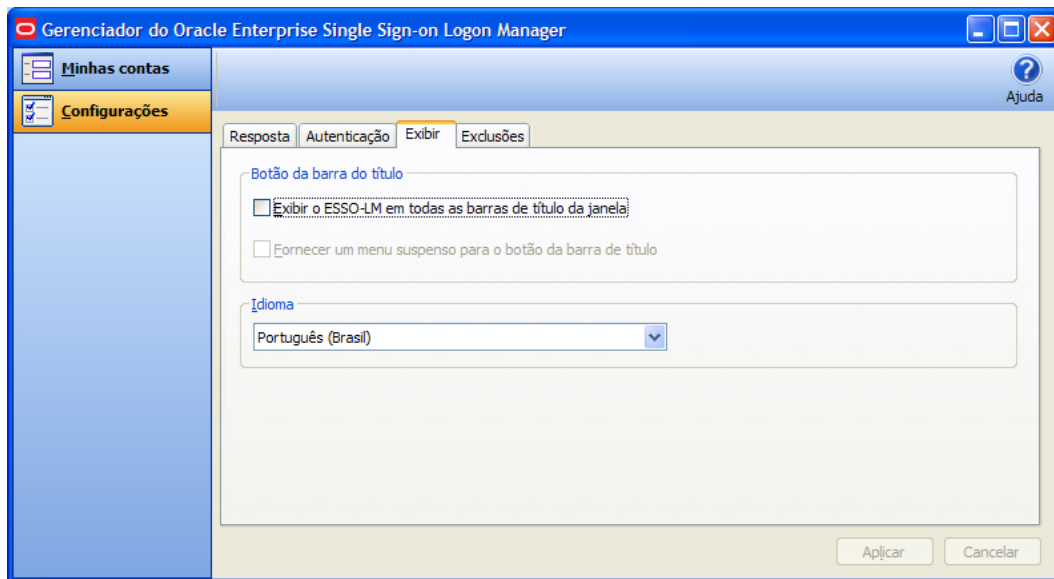 Gerenciador do Oracle Enterprise Single Sign-on Logon Manager
Minhas contas
Configurações
Ajuda
Resposta Autenticação Exibir Exclusões
Botão da barra do título
Exibir o ESSO-LM em todas as barras de título da janela
Fornecer um menu suspenso para o botão da barra de título
Idioma
Português (Brasil)
Aplicar Cancelar